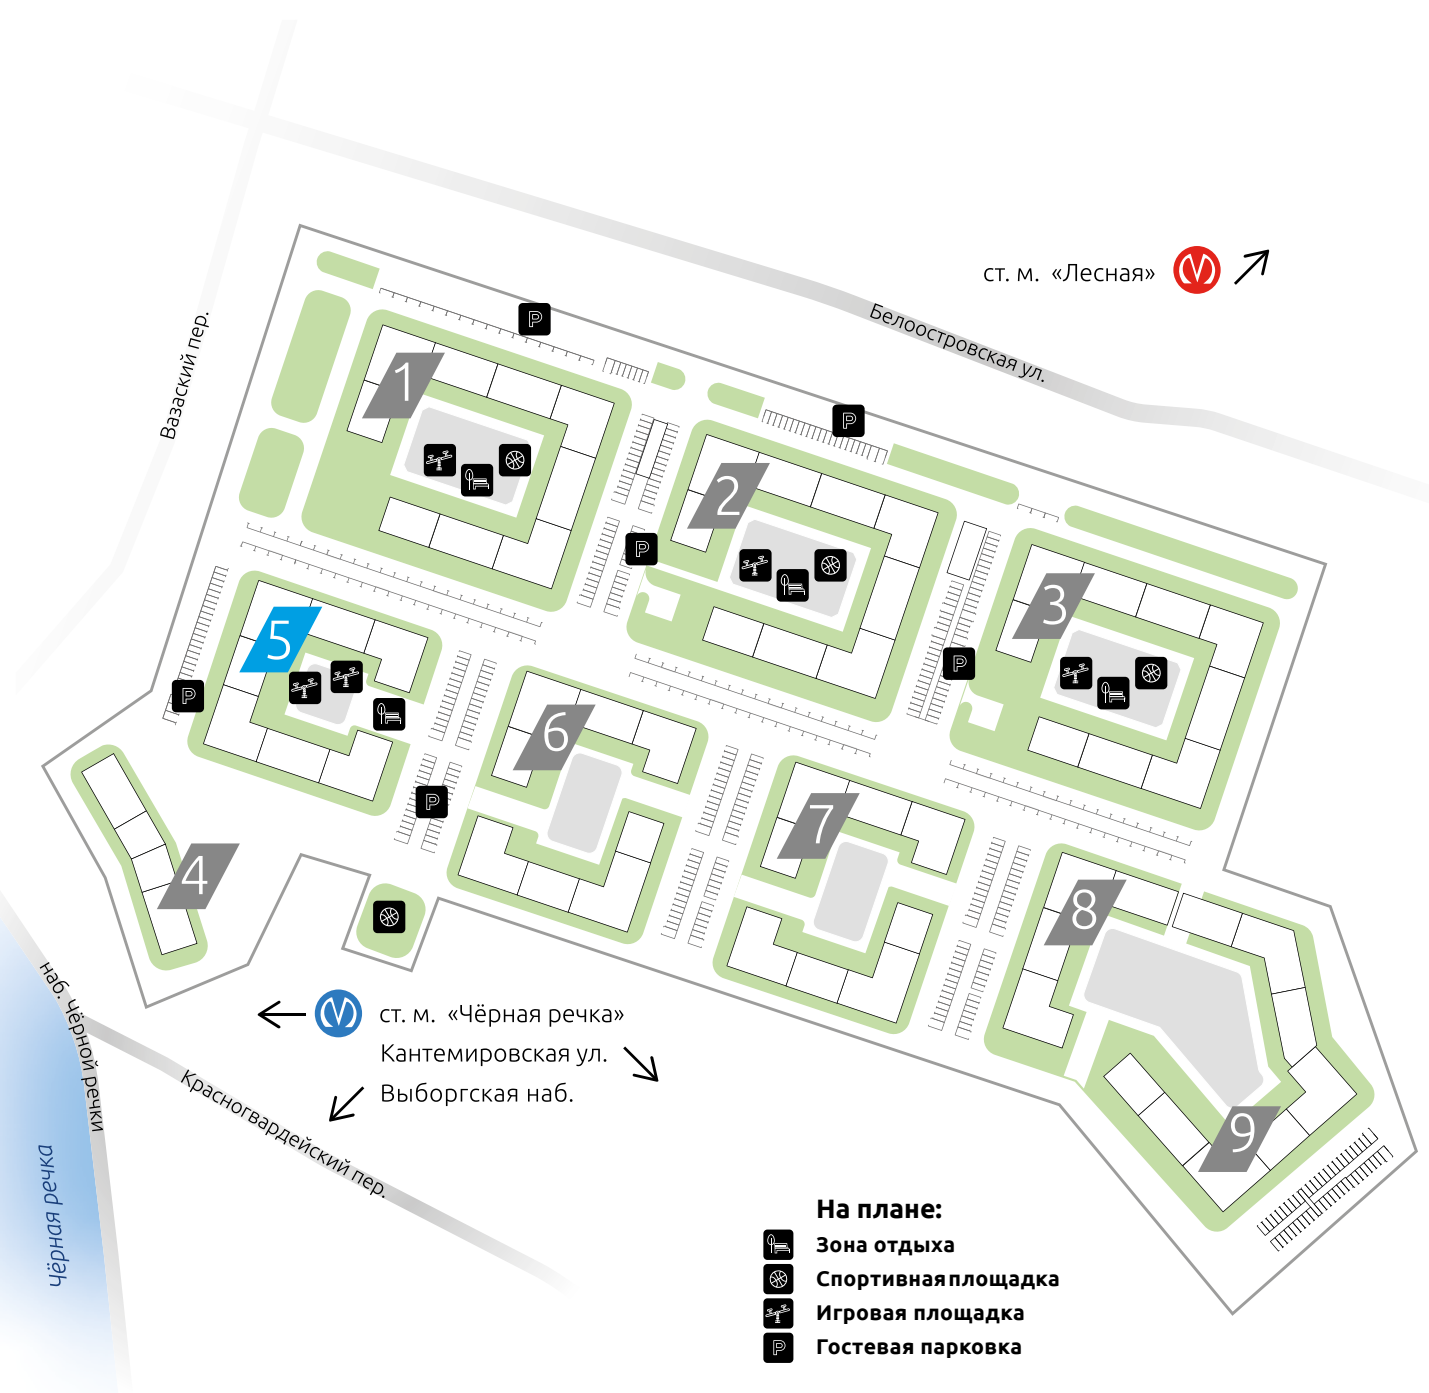 ст. м. «Лесная»
Белоостровская ул.
Вазаский пер.
P
P
1
2
P
3
5
P
P
6
P
7
4
8
наб. Чёрной речки
ст. м. «Чёрная речка»
Кантемировская ул.
Выборгская наб.
Красногвардейский пер.
9
Чёрная речка
На плане:
Зона отдыха
Спортивная площадка
Игровая площадка
P Гостевая парковка